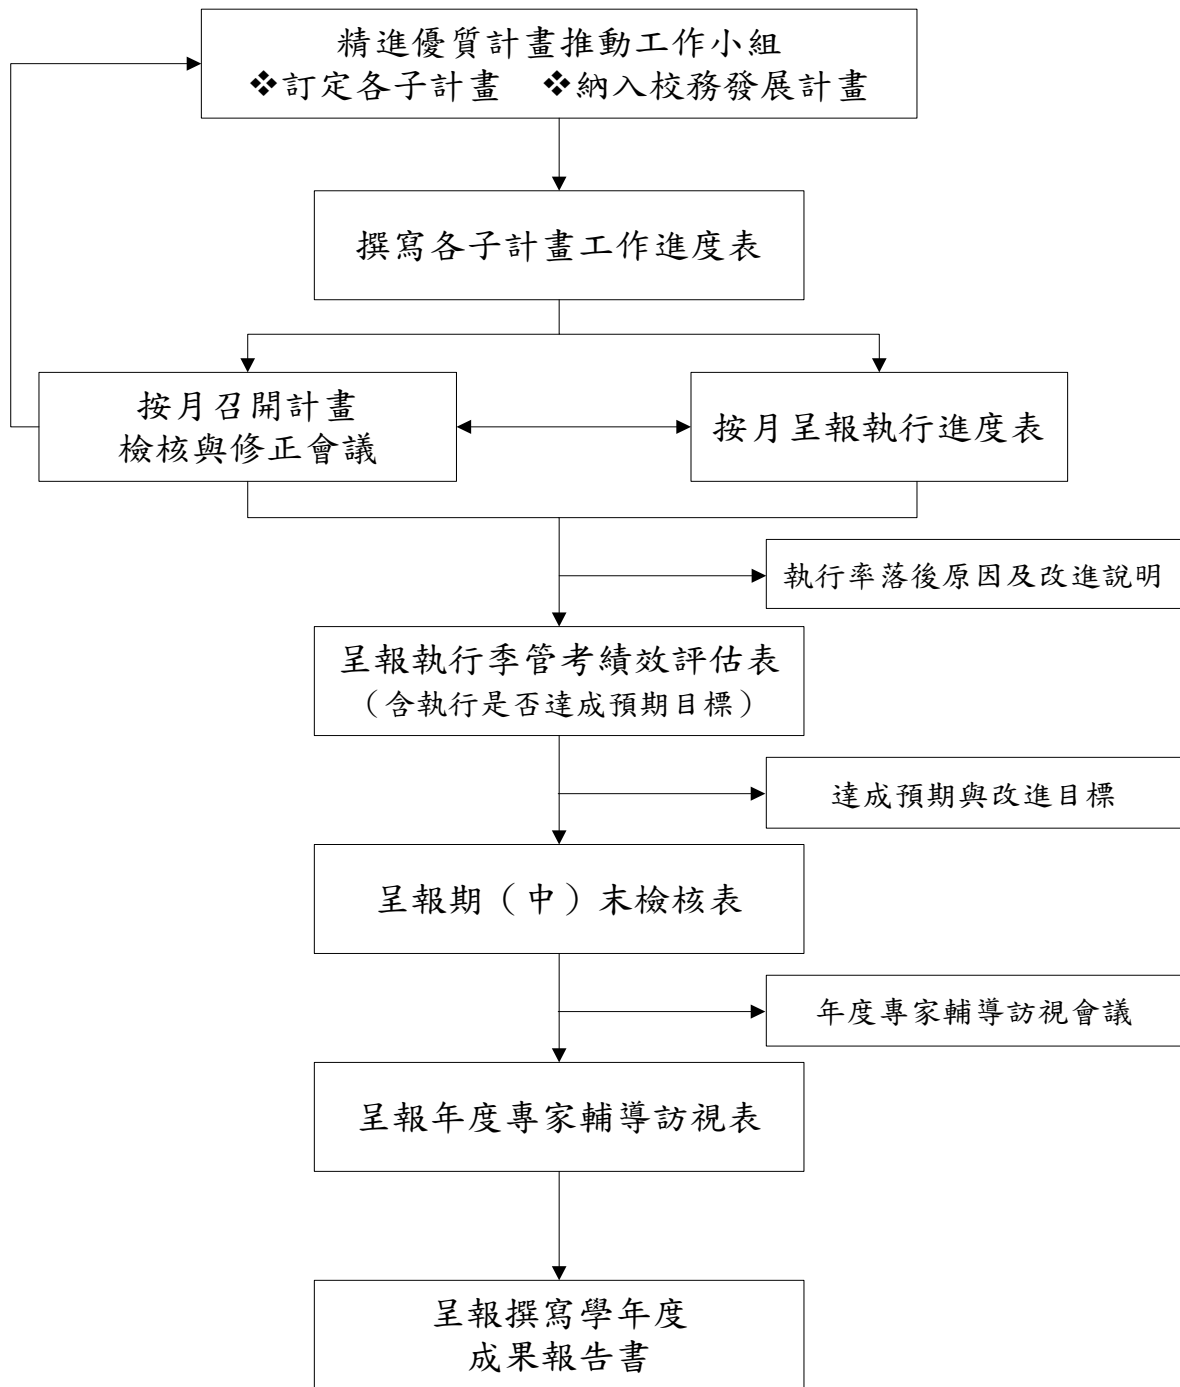 精進優質計畫推動工作小組
❖訂定各子計畫　❖納入校務發展計畫
撰寫各子計畫工作進度表
按月召開計畫
檢核與修正會議
按月呈報執行進度表
執行率落後原因及改進說明
呈報執行季管考績效評估表
（含執行是否達成預期目標）
達成預期與改進目標
呈報期（中）末檢核表
年度專家輔導訪視會議
呈報年度專家輔導訪視表
呈報撰寫學年度
成果報告書